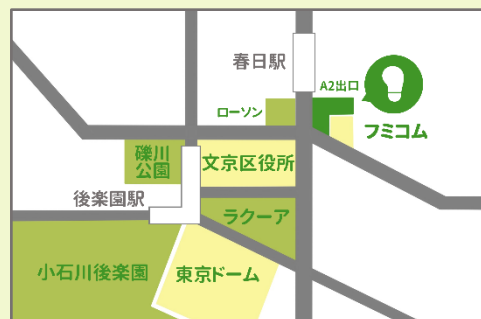 春日駅
A2出口
ローソン
フミコム
礫川
公園
文京区役所
後楽園駅
ラクーア
小石川後楽園
東京ドーム